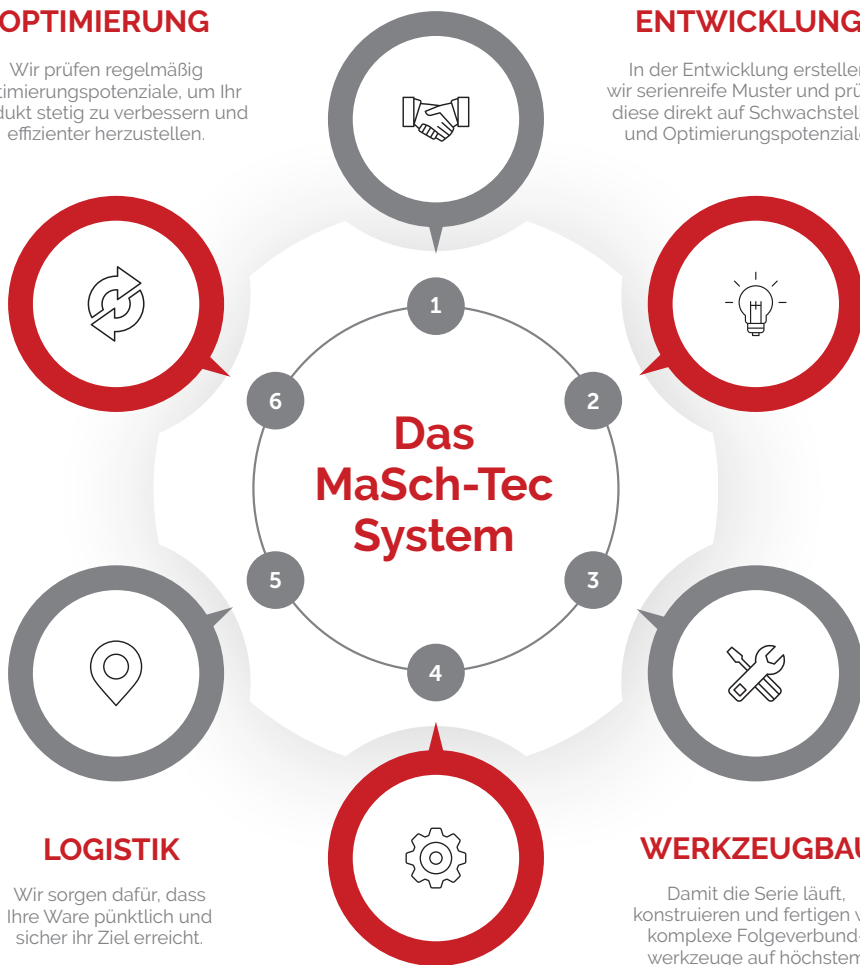 OPTIMIERUNG
Wir prüfen regelmäßig
timierungspotenziale, um Ihr
dukt stetig zu verbessern und
effizienter herzustellen.
ENTWICKLUNG
In der Entwicklung erstellen
wir serienreife Muster und prü
diese direkt auf Schwachstell
und Optimierungspotenziale
1
6
2
Das
MaSch-Tec
System
5
3
4
LOGISTIK
Wir sorgen dafür, dass
Ihre Ware pünktlich und
sicher ihr Ziel erreicht.
WERKZEUGBAU
Damit die Serie läuft,
konstruieren und fertigen w
komplexe Folgeverbund-
werkzeuge auf höchstem